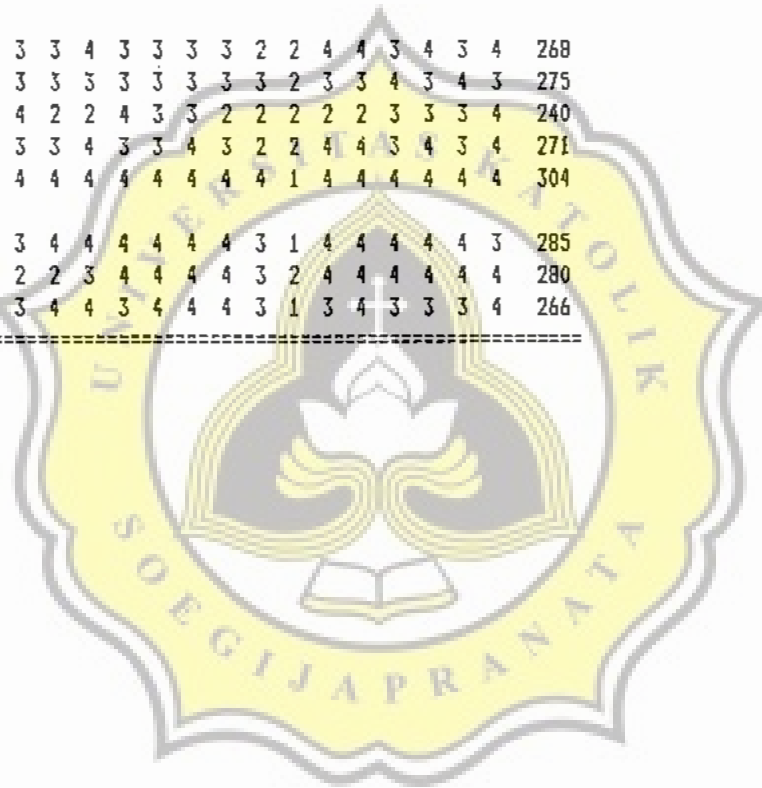 3 3 4 3 3 3 3 2 2 4 4 3 4 3 4 268
3 3 3 3 3 3 3 3 2 3 3 4 3 4 3 275
4 2 2 4 3 3 2 2 2 2 2 3 3 3 4 240
3 3 4 3 3 4 3 2 2 4 4 3 4 3 4 271
4 4 4 4 4 4 4 4 1 4 4 4 4 4 4 304
3 4 4 4 4 4 4 3 1 4 4 4 4 4 3 285
2 2 3 4 4 4 4 3 2 4 4 4 4 4 4 280
3 4 4 3 4 4 4 3 1 3 4 3 3 3 4 266
UNIVERSITAS KATOLIK
SOEGIJAPRANATA